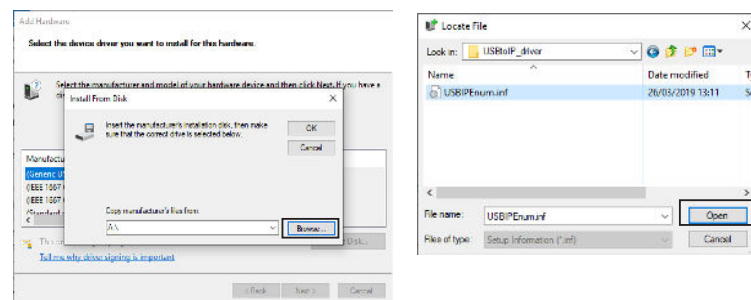 Add Hardware
Select the device driver you want to install for this hardware.
Select the manufacturer and model of your hardware device and then click Next. If you have a
Install From Disk
Insert the manufacturer's installation disk, then make
sure that the correct drive is selected below.
OK
Cancel
Manufactu
(Generic U
(IEEE 1667
(IEEE 1667
(Standard
Copy manufacturer's files from:
A:\
Browse...
Disk...
Tell me why driver signing is important
< Back
Next >
Cancel
Locate File
Look in:
USBtoIP_driver
Name
Date modified
USBIPEnum.inf
26/03/2019 13:11
File name:
USBIPEnum.inf
Open
Files of type:
Setup Information (*.inf)
Cancel